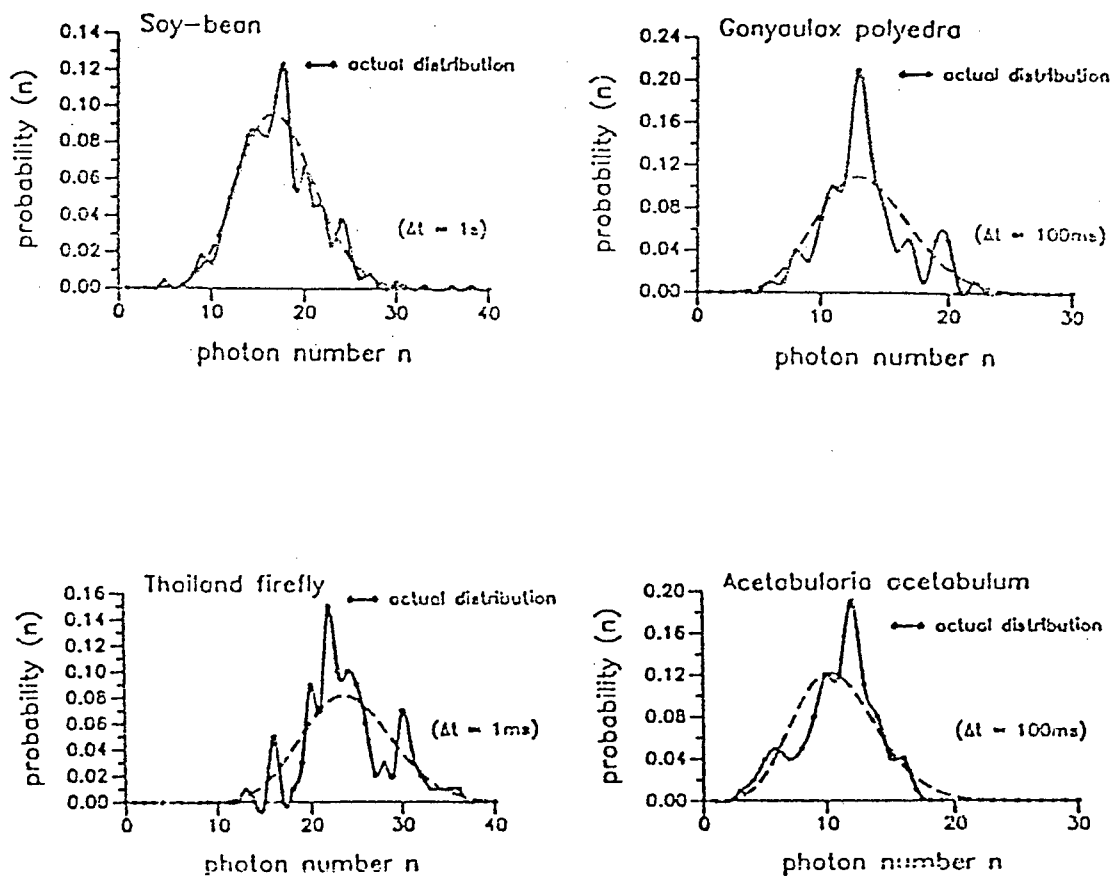 Soy-bean
actual distribution
(Δt = 1s)
probability (n)
0.14
0.12
0.10
0.08
0.06
0.04
0.02
0.00
0 10 20 30 40
photon number n
Gonyaulax polyedra
actual distribution
(Δt = 100ms)
probability (n)
0.24
0.20
0.16
0.12
0.08
0.04
0.00
0 10 20 30
photon number n
Thailand firefly
actual distribution
(Δt = 1ms)
probability (n)
0.16
0.14
0.12
0.10
0.08
0.06
0.04
0.02
0.00
0 10 20 30 40
photon number n
Acetabularia acetabulum
actual distribution
(Δt = 100ms)
probability (n)
0.20
0.16
0.12
0.08
0.04
0.00
0 10 20 30
photon number n